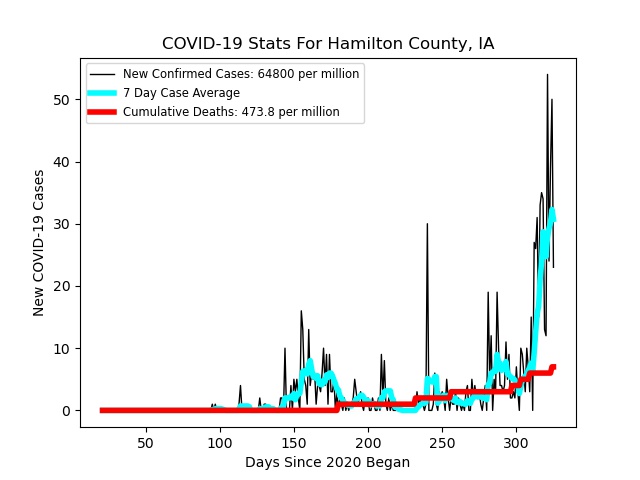 COVID-19 Stats For Hamilton County, IA
New Confirmed Cases: 64800 per million
7 Day Case Average
Cumulative Deaths: 473.8 per million
New COVID-19 Cases
50
40
30
20
10
0
50 100 150 200 250 300
Days Since 2020 Began